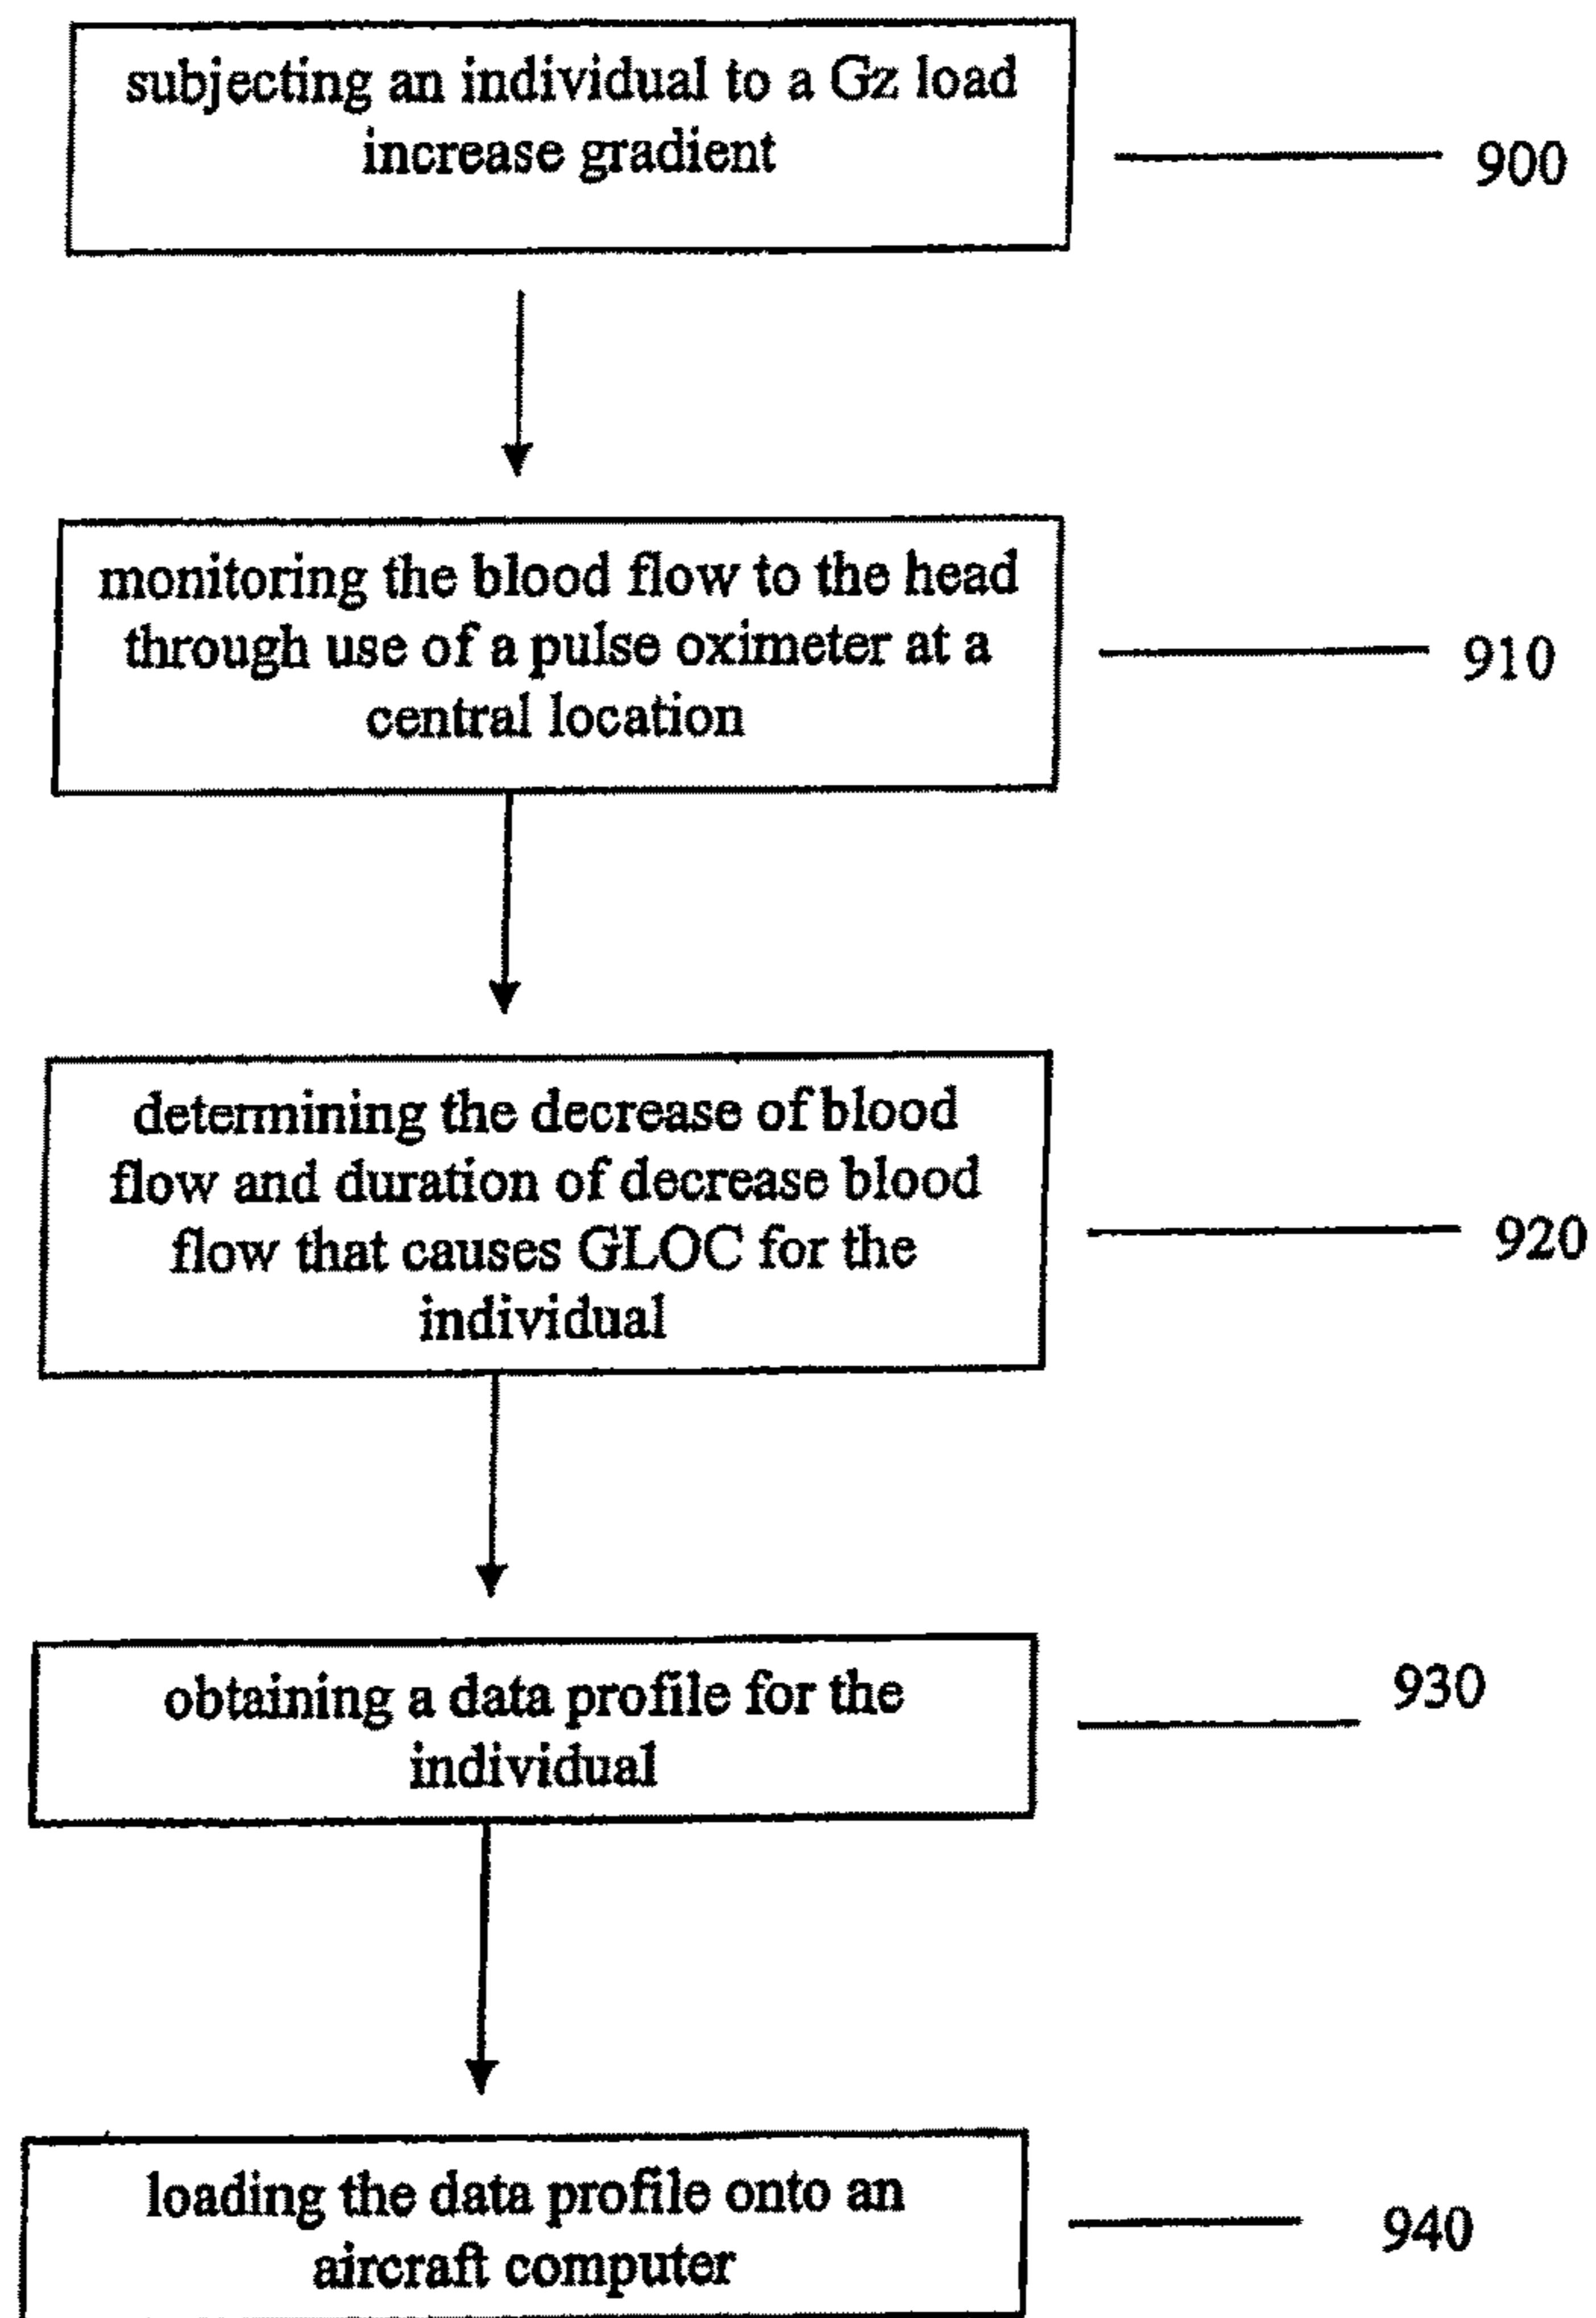 subjecting an individual to a Gz load
increase gradient
900
monitoring the blood flow to the head
through use of a pulse oximeter at a
central location
910
determining the decrease of blood
flow and duration of decrease blood
flow that causes GLOC for the
individual
920
obtaining a data profile for the
individual
930
loading the data profile onto an
aircraft computer
940